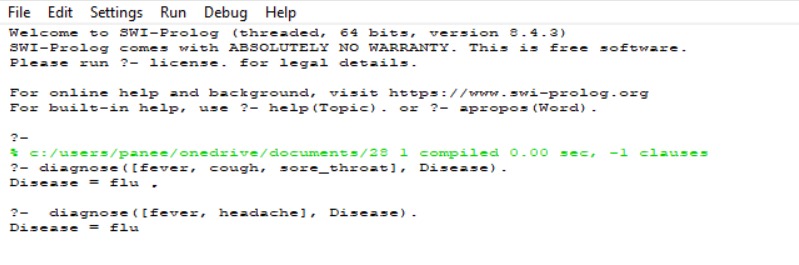 File Edit Settings Run Debug Help
Welcome to SWI-Prolog (threaded, 64 bits, version 8.4.3)
SWI-Prolog comes with ABSOLUTELY NO WARRANTY. This is free software.
Please run ?- license. for legal details.
For online help and background, visit https://www.swi-prolog.org
For built-in help, use ?- help(Topic). or ?- apropos(Word).
?-
% c:/users/panee/onedrive/documents/28 1 compiled 0.00 sec, -1 clauses
?- diagnose([fever, cough, sore_throat], Disease).
Disease = flu .
?-  diagnose([fever, headache], Disease).
Disease = flu